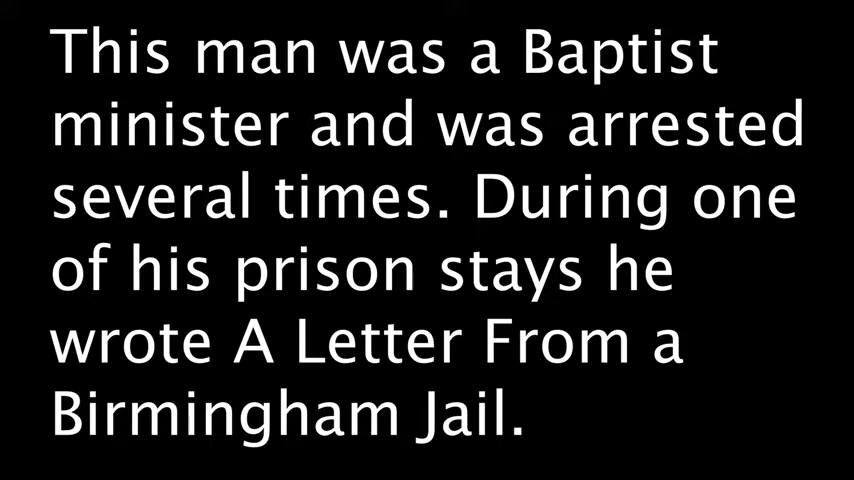 This man was a Baptist
minister and was arrested
several times. During one
of his prison stays he
wrote A Letter From a
Birmingham Jail.